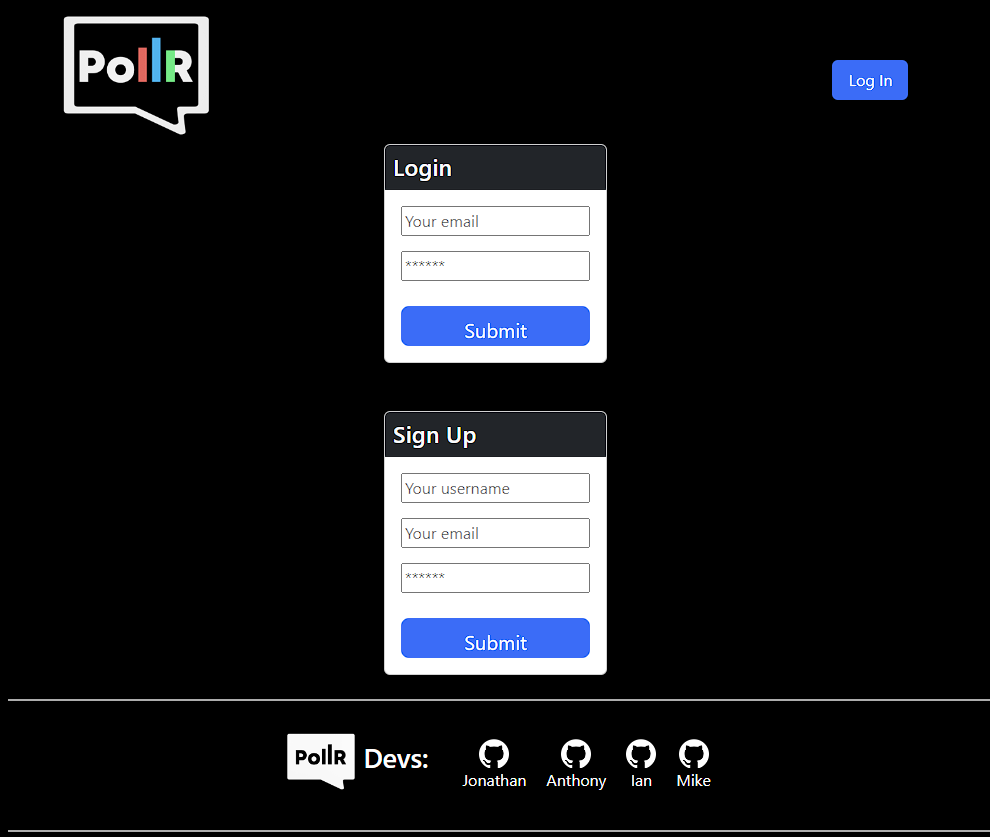 PollR
Log In
Login
Your email
******
Submit
Sign Up
Your username
Your email
******
Submit
PollR Devs:
Jonathan Anthony Ian Mike